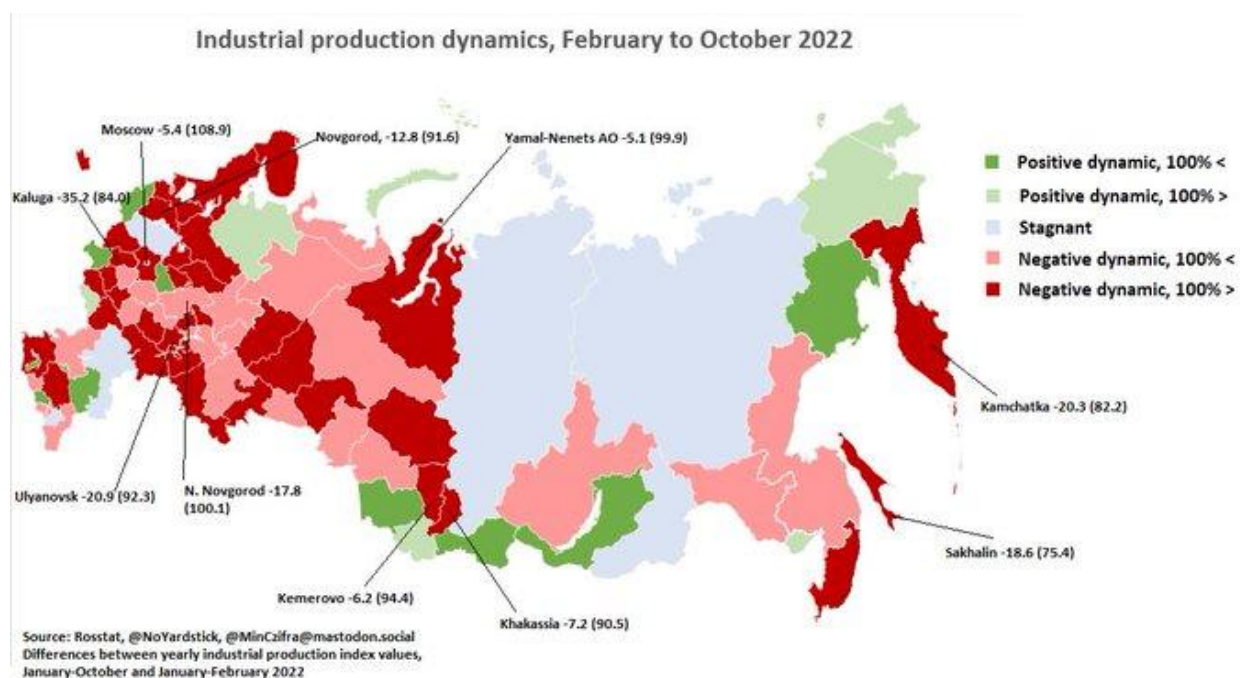 Industrial production dynamics, February to October 2022
Moscow -5.4 (108.9)
Novgorod, -12.8 (91.6)
Yamal-Nenets AO -5.1 (99.9)
Kaluga -35.2 (84.0)
Positive dynamic, 100% <
Positive dynamic, 100% >
Stagnant
Negative dynamic, 100% <
Negative dynamic, 100% >
Kamchatka -20.3 (82.2)
Ulyanovsk -20.9 (92.3)
N. Novgorod -17.8
(100.1)
Sakhalin -18.6 (75.4)
Kemerovo -6.2 (94.4)
Khakassia -7.2 (90.5)
Source: Rosstat, @NoYardstick, @MinCzifra@mastodon.social
Differences between yearly industrial production index values,
January-October and January-February 2022